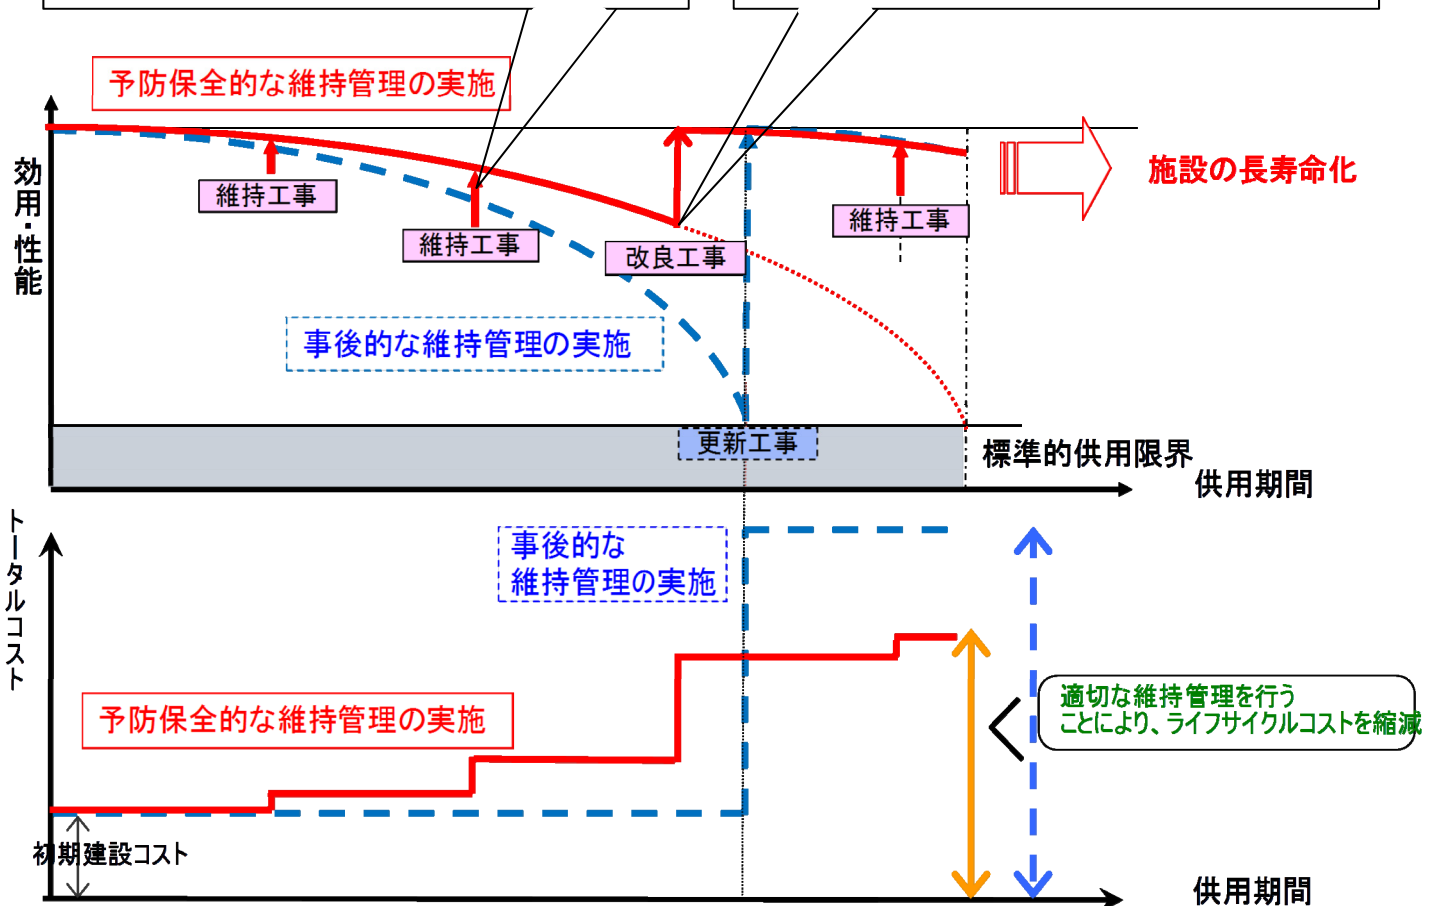 予防保全的な維持管理の実施
効用・性能
維持工事
維持工事
改良工事
維持工事
施設の長寿命化
事後的な維持管理の実施
更新工事
標準的供用限界
供用期間
トータルコスト
事後的な
維持管理の実施
予防保全的な維持管理の実施
適切な維持管理を行う
ことにより、ライフサイクルコストを縮減
初期建設コスト
供用期間